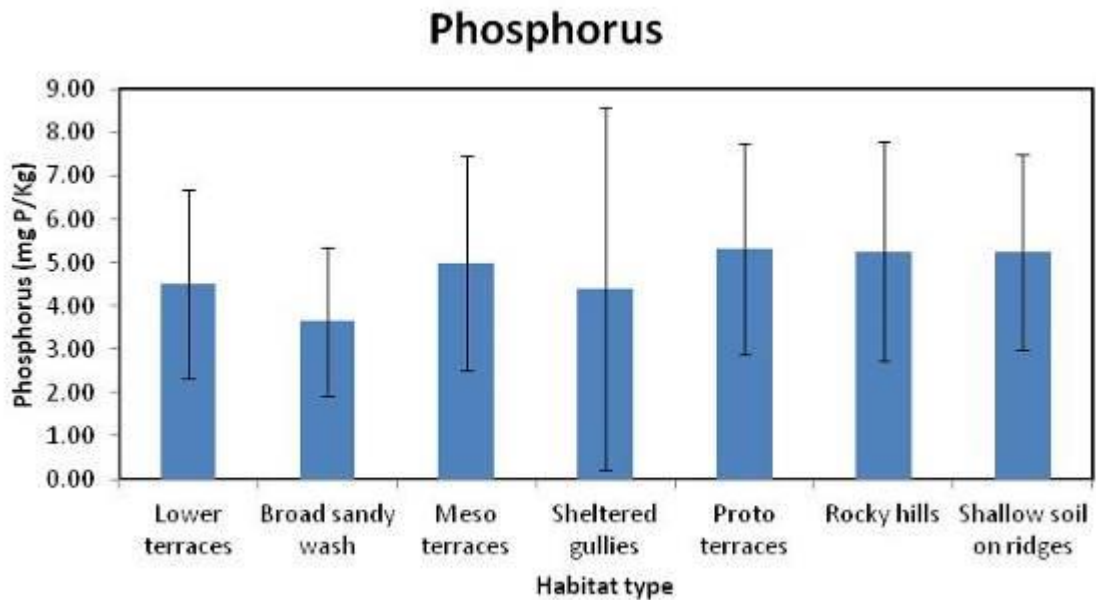 Phosphorus
Phosphorus (mg P/Kg)
9.00
8.00
7.00
6.00
5.00
4.00
3.00
2.00
1.00
0.00
Lower terraces
Broad sandy wash
Meso terraces
Sheltered gullies
Proto terraces
Rocky hills
Shallow soil on ridges
Habitat type